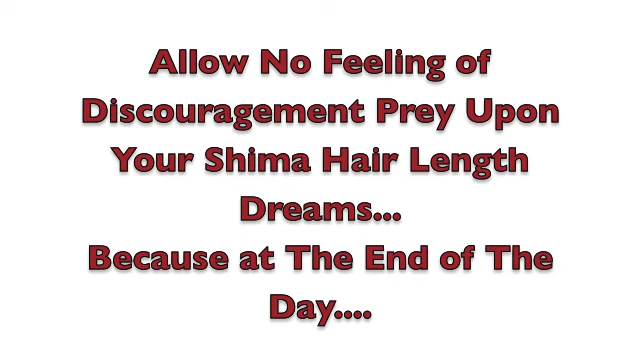 Allow No Feeling of
Discouragement Prey Upon
Your Shima Hair Length
Dreams...
Because at The End of The
Day....